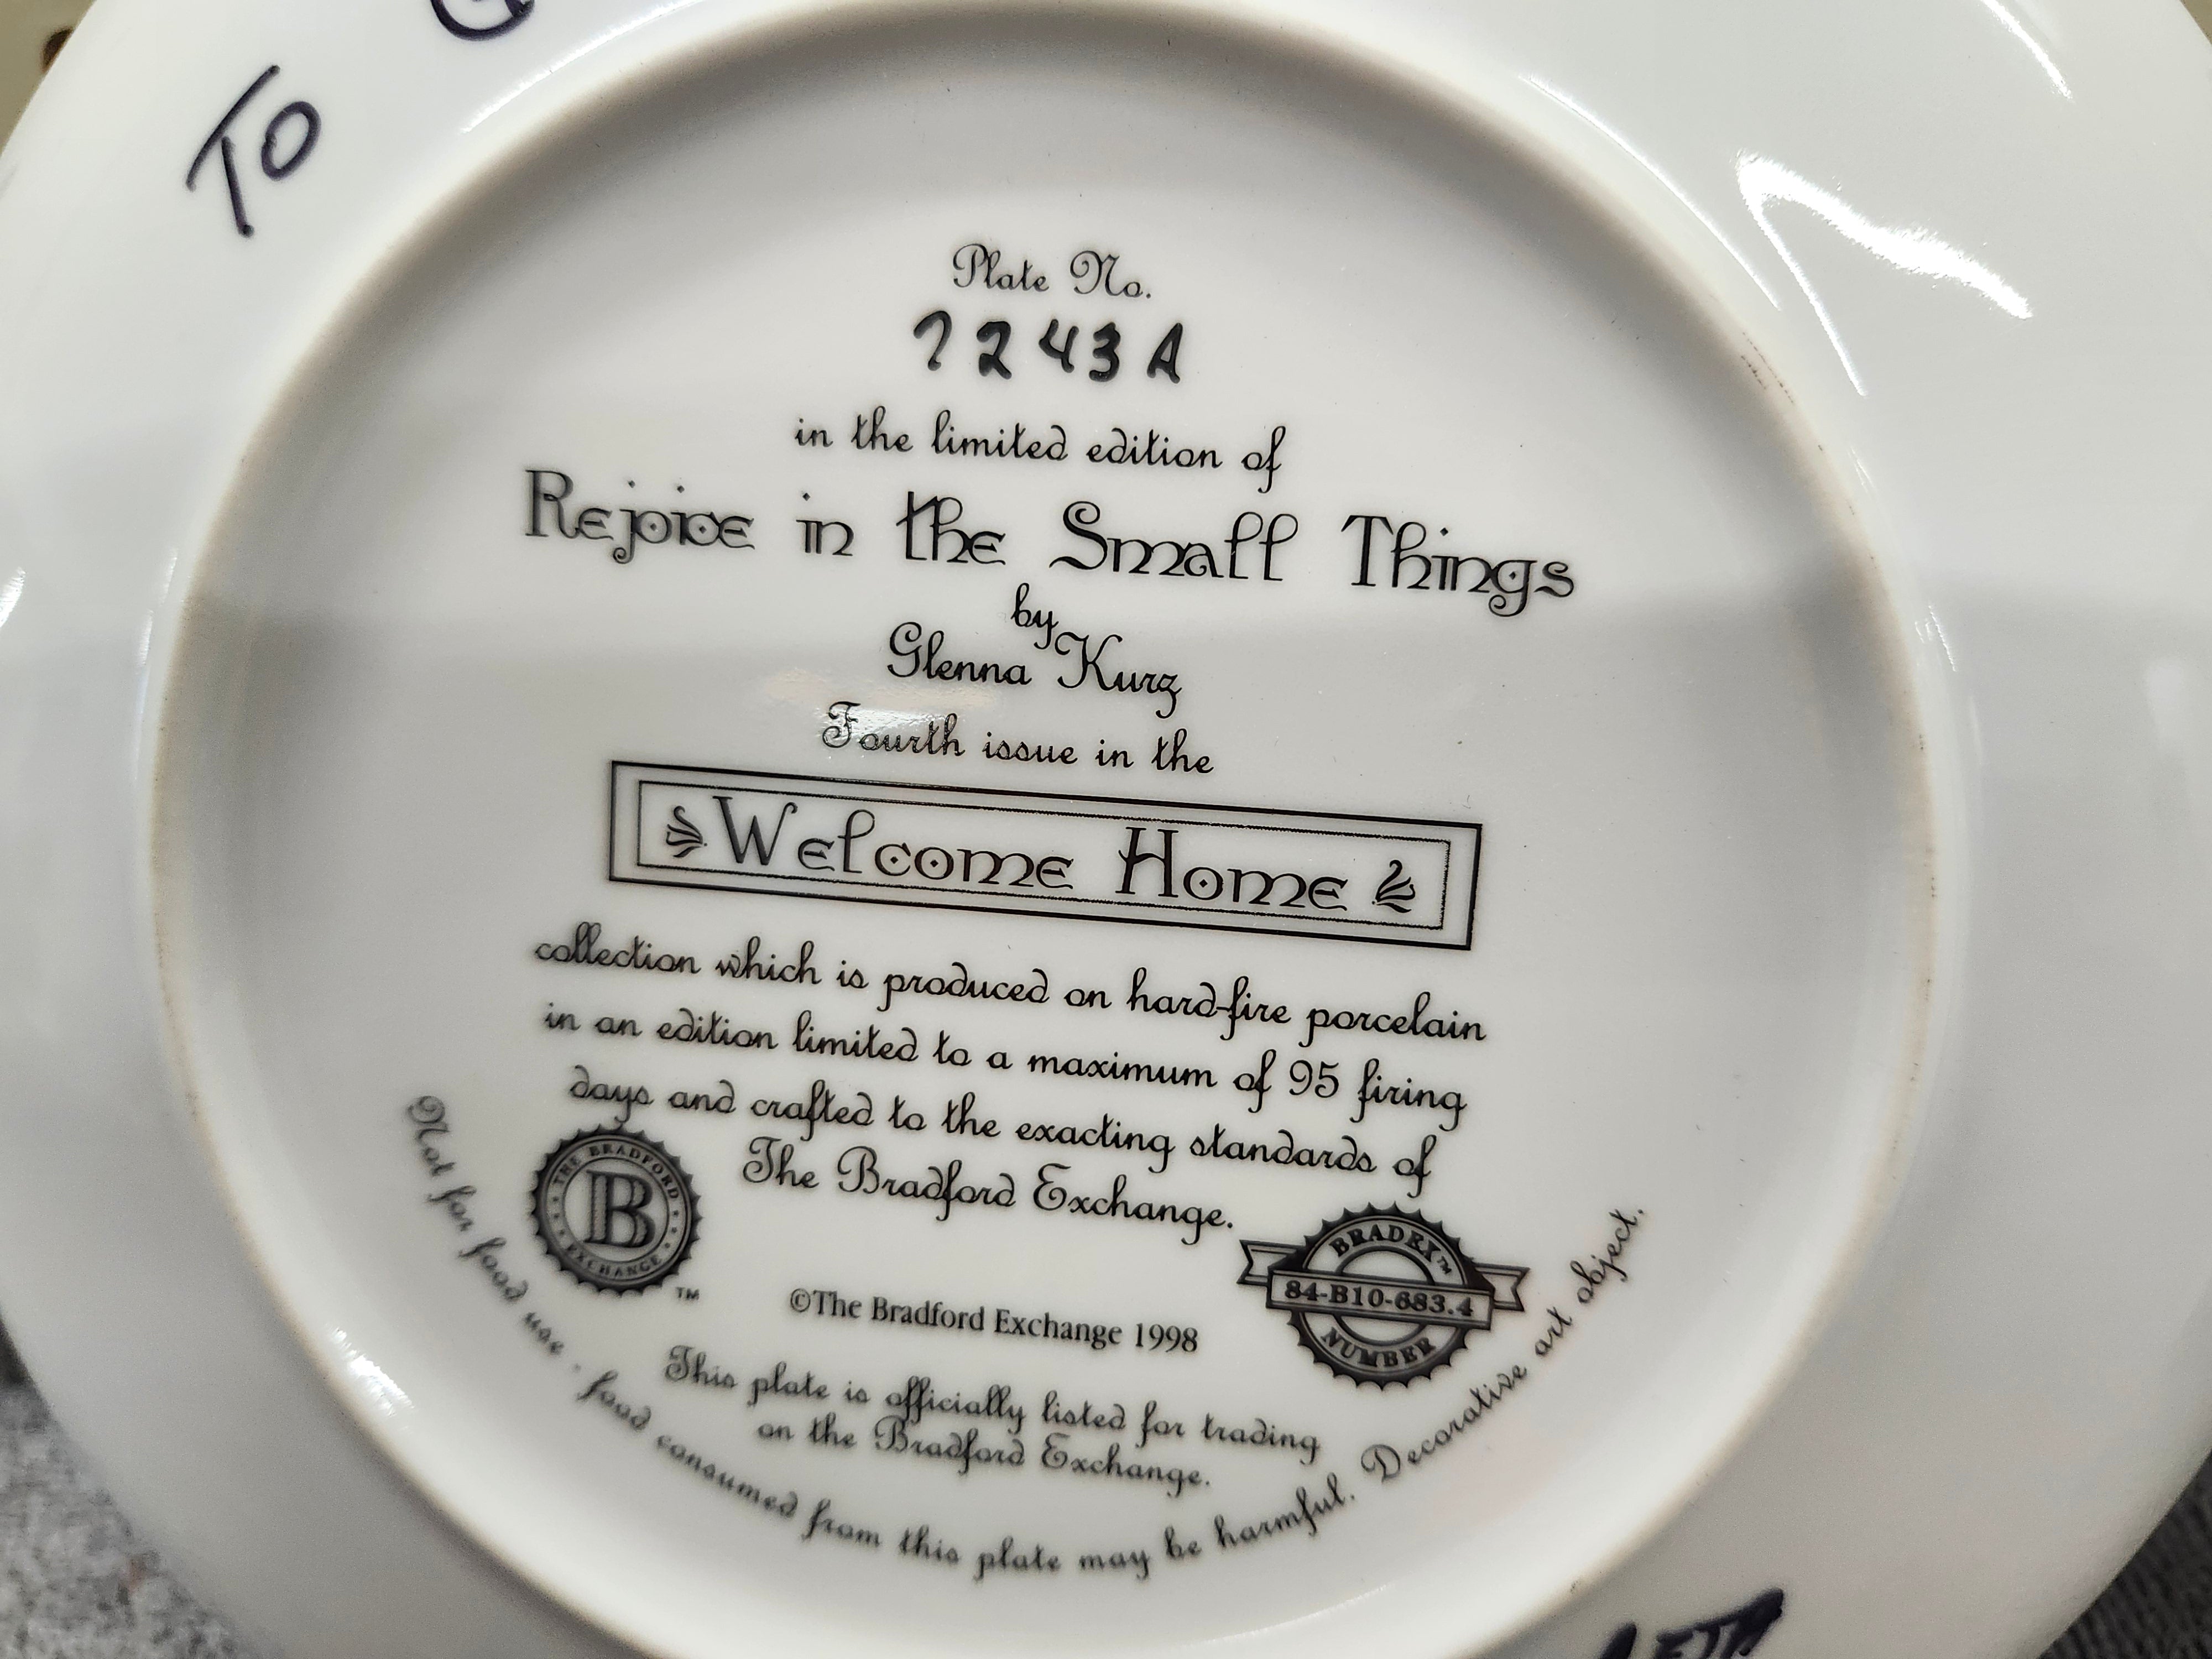 TO
Plate No.
7243A
in the limited edition of
Rejoice in the Small Things
by
Glenna Kurz
Fourth issue in the
Welcome Home
collection which is produced on hard-fire porcelain
in an edition limited to a maximum of 95 firing
days and crafted to the exacting standards of
The Bradford Exchange.
THE BRADFORD
B
EXCHANGE
TM
BRADEX™
84-B10-683.4
NUMBER
©The Bradford Exchange 1998
This plate is officially listed for trading
on the Bradford Exchange.
Not for food use - food consumed from this plate may be harmful. Decorative art object.